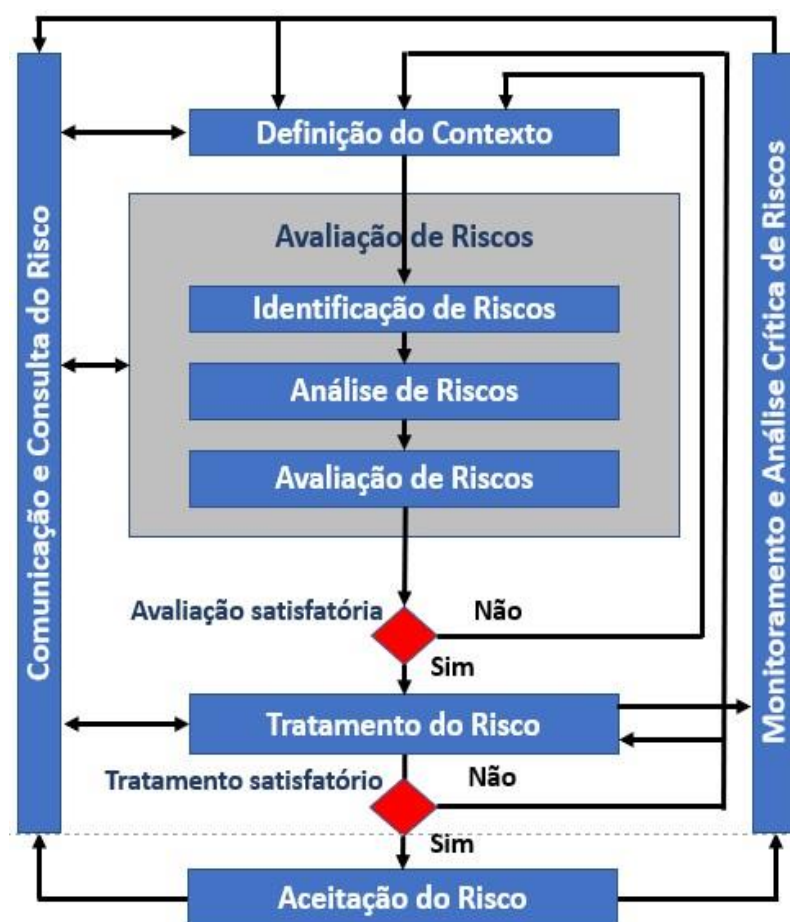 Definição do Contexto
Avaliação de Riscos
Identificação de Riscos
Análise de Riscos
Avaliação de Riscos
Avaliação satisfatória
Não
Sim
Tratamento do Risco
Tratamento satisfatório
Não
Sim
Aceitação do Risco
Comunicação e Consulta do Risco
Monitoramento e Análise Crítica de Riscos